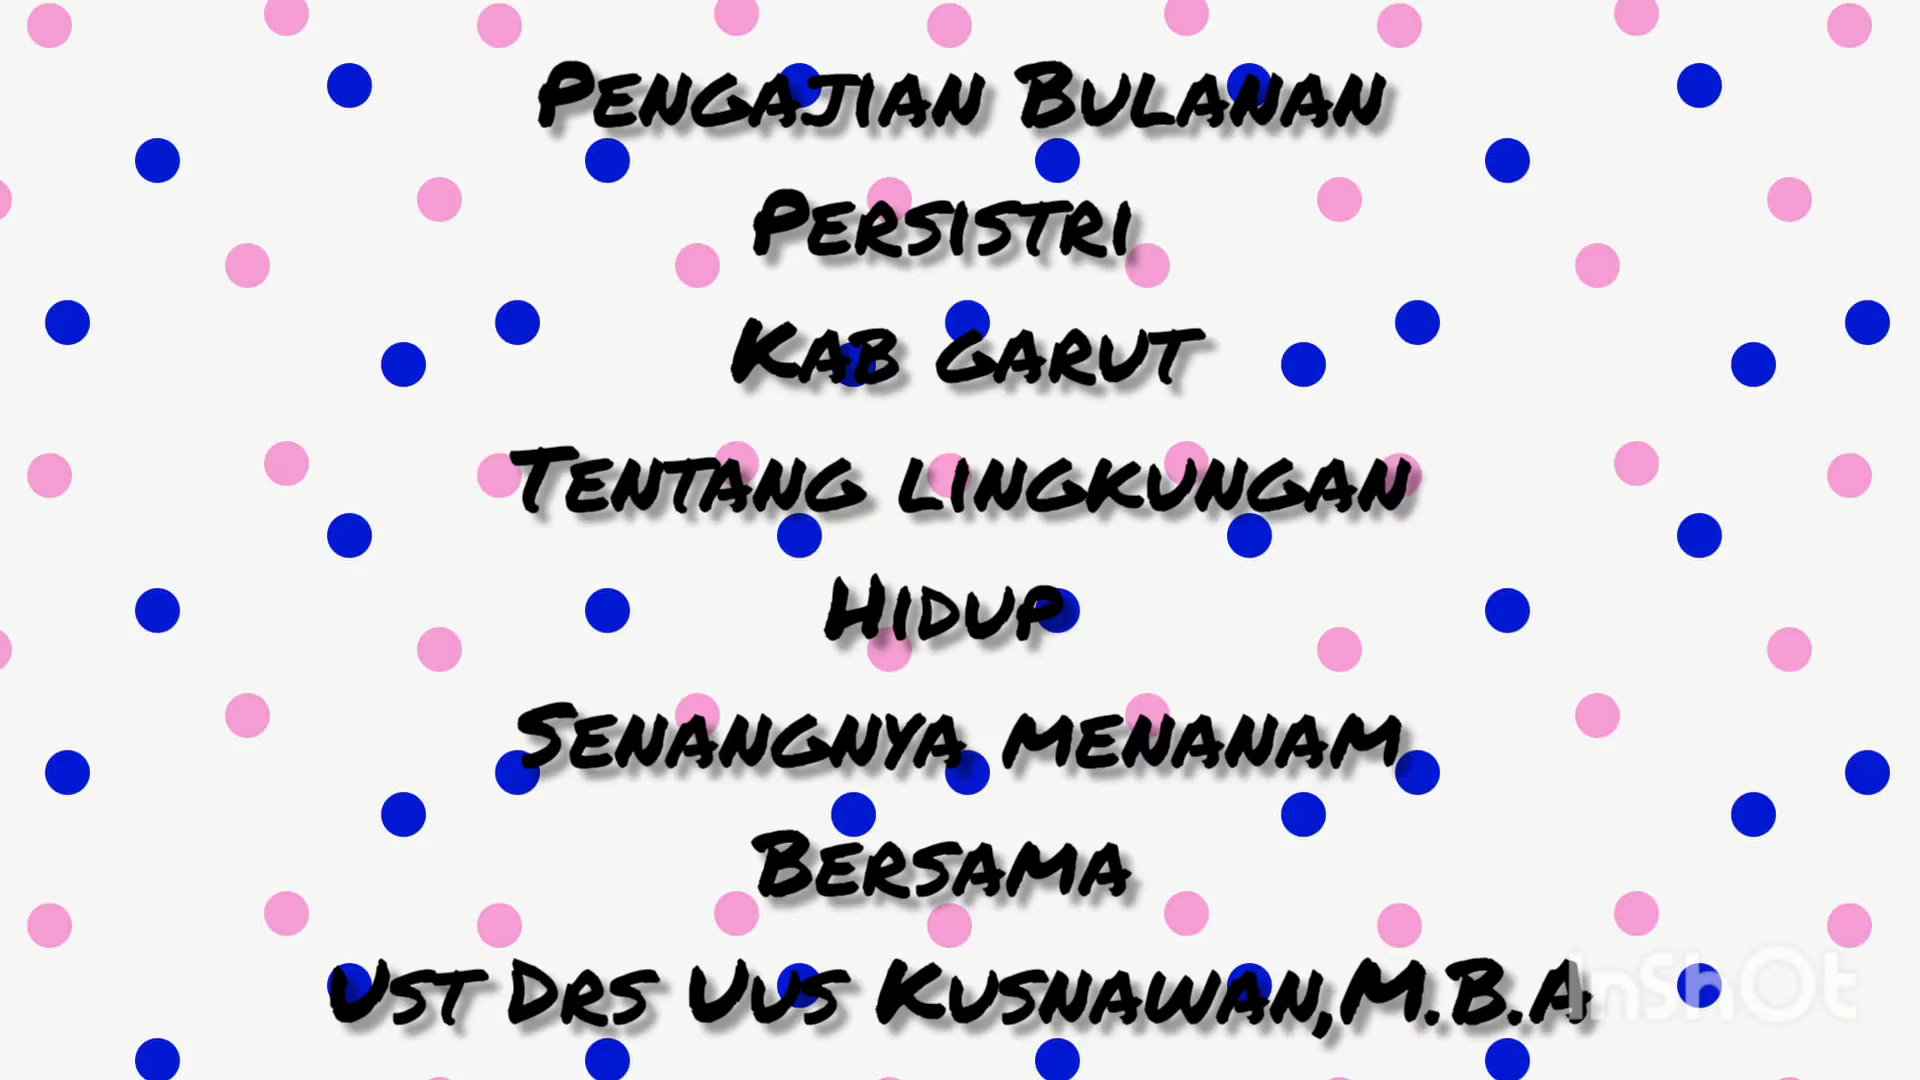 Pengajian Bulanan
Persistri
Kab garut
Tentang lingkungan
Hidup
Senangnya menanam
Bersama
Ust Drs Uus Kusnawan,M.B.A
InShOt